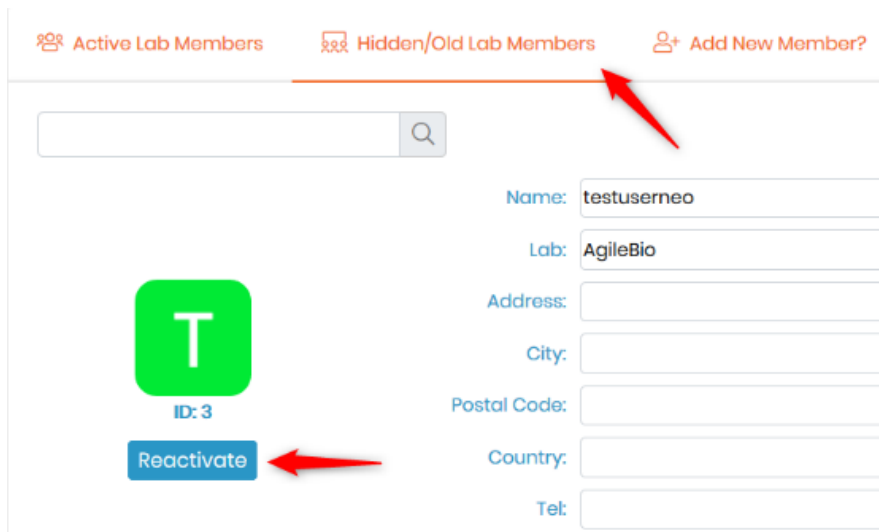 Active Lab Members Hidden/Old Lab Members Add New Member?
Name: testuserneo
Lab: AgileBio
Address:
T
City:
ID: 3
Postal Code:
Reactivate
Country:
Tel: